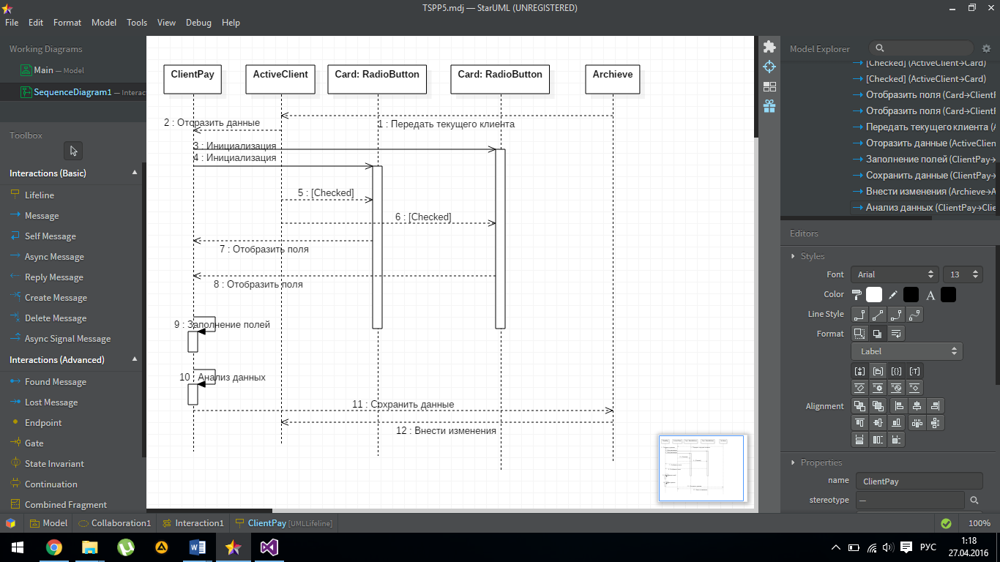 TSPP5.mdj — StarUML (UNREGISTERED)
File Edit Format Model Tools View Debug Help
Working Diagrams
Main — Model
SequenceDiagram1 — Interac
Toolbox
Interactions (Basic)
Lifeline
Message
Self Message
Async Message
Reply Message
Create Message
Delete Message
Async Signal Message
Interactions (Advanced)
Found Message
Lost Message
Endpoint
Gate
State Invariant
Continuation
Combined Fragment
ClientPay
ActiveClient
Card: RadioButton
Card: RadioButton
Archieve
1 : Передать текущего клиента
2 : Оторазить данные
3 : Инициализация
4 : Инициализация
5 : [Checked]
6 : [Checked]
7 : Отобразить поля
8 : Отобразить поля
9 : Заполнение полей
10 : Анализ данных
11 : Сохранить данные
12 : Внести изменения
Model Explorer
[Checked] (ActiveClient→Card)
[Checked] (ActiveClient→Card)
Отобразить поля (Card→ClientF
Отобразить поля (Card→ClientF
Передать текущего клиента (A
Оторазить данные (ActiveClien
Заполнение полей (ClientPay→
Сохранить данные (ClientPay→
Внести изменения (Archieve→A
Анализ данных (ClientPay→Clie
Editors
Styles
Font Arial 13
Color A
Line Style
Format
Label
Alignment
Properties
name ClientPay
stereotype —
Model Collaboration1 Interaction1 ClientPay [UMLLifeline]
100%
РУС
1:18
27.04.2016